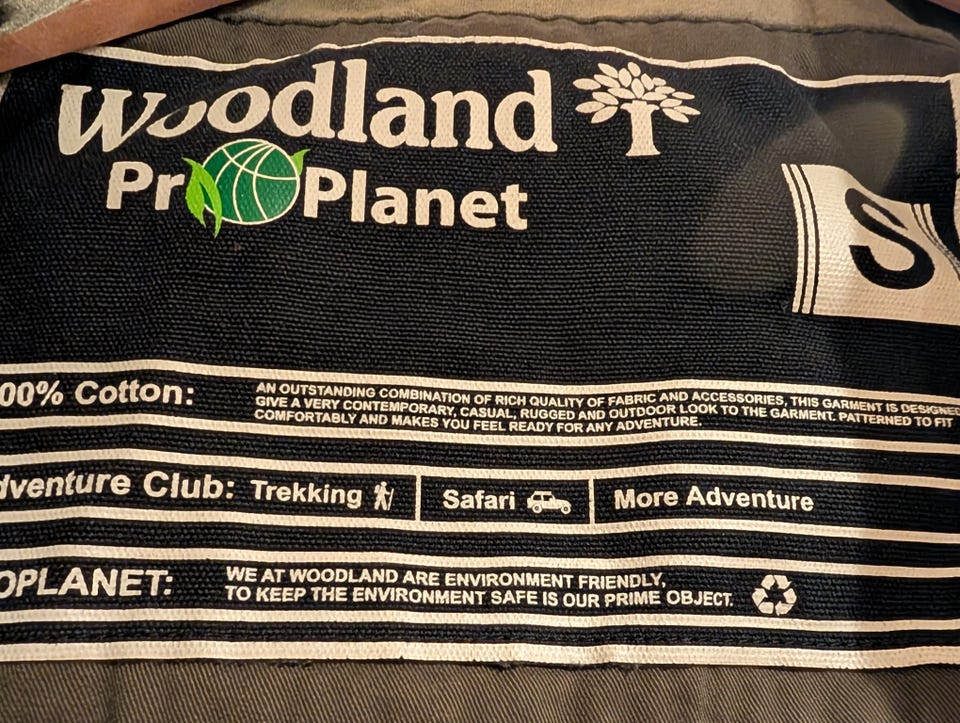 Woodland
Pro Planet
S
00% Cotton:
AN OUTSTANDING COMBINATION OF RICH QUALITY OF FABRIC AND ACCESSORIES, THIS GARMENT IS DESIGNE
GIVE A VERY CONTEMPORARY, CASUAL, RUGGED AND OUTDOOR LOOK TO THE GARMENT. PATTERNED TO FIT
COMFORTABLY AND MAKES YOU FEEL READY FOR ANY ADVENTURE.
dventure Club: Trekking Safari More Adventure
OPLANET:
WE AT WOODLAND ARE ENVIRONMENT FRIENDLY,
TO KEEP THE ENVIRONMENT SAFE IS OUR PRIME OBJECT.